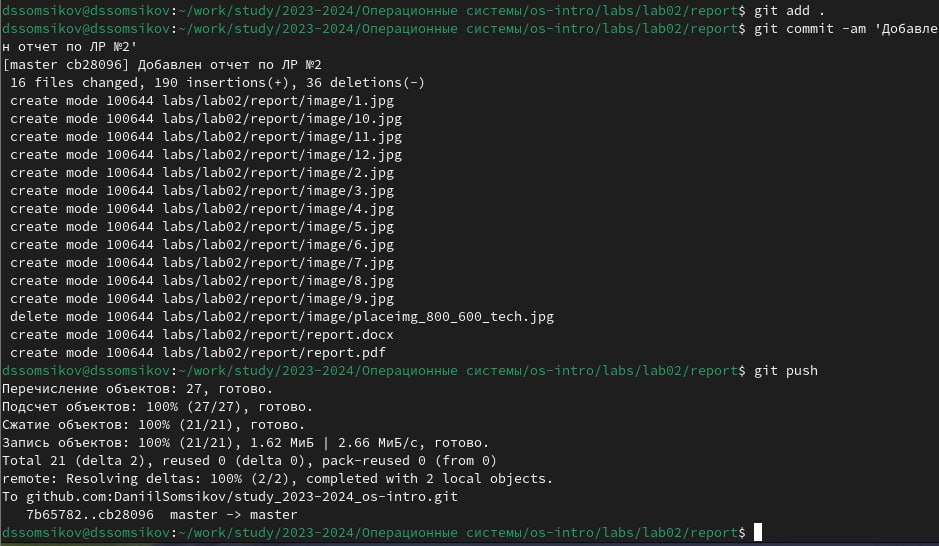 dssomsikov@dssomsikov:~/work/study/2023-2024/Операционные системы/os-intro/labs/lab02/report$ git add .
dssomsikov@dssomsikov:~/work/study/2023-2024/Операционные системы/os-intro/labs/lab02/report$ git commit -am 'Добавле
н отчет по ЛР №2'
[master cb28096] Добавлен отчет по ЛР №2
 16 files changed, 190 insertions(+), 36 deletions(-)
 create mode 100644 labs/lab02/report/image/1.jpg
 create mode 100644 labs/lab02/report/image/10.jpg
 create mode 100644 labs/lab02/report/image/11.jpg
 create mode 100644 labs/lab02/report/image/12.jpg
 create mode 100644 labs/lab02/report/image/2.jpg
 create mode 100644 labs/lab02/report/image/3.jpg
 create mode 100644 labs/lab02/report/image/4.jpg
 create mode 100644 labs/lab02/report/image/5.jpg
 create mode 100644 labs/lab02/report/image/6.jpg
 create mode 100644 labs/lab02/report/image/7.jpg
 create mode 100644 labs/lab02/report/image/8.jpg
 create mode 100644 labs/lab02/report/image/9.jpg
 delete mode 100644 labs/lab02/report/image/placeimg_800_600_tech.jpg
 create mode 100644 labs/lab02/report/report.docx
 create mode 100644 labs/lab02/report/report.pdf
dssomsikov@dssomsikov:~/work/study/2023-2024/Операционные системы/os-intro/labs/lab02/report$ git push
Перечисление объектов: 27, готово.
Подсчет объектов: 100% (27/27), готово.
Сжатие объектов: 100% (21/21), готово.
Запись объектов: 100% (21/21), 1.62 МиБ | 2.66 МиБ/с, готово.
Total 21 (delta 2), reused 0 (delta 0), pack-reused 0 (from 0)
remote: Resolving deltas: 100% (2/2), completed with 2 local objects.
To github.com:DaniilSomsikov/study_2023-2024_os-intro.git
   7b65782..cb28096  master -> master
dssomsikov@dssomsikov:~/work/study/2023-2024/Операционные системы/os-intro/labs/lab02/report$